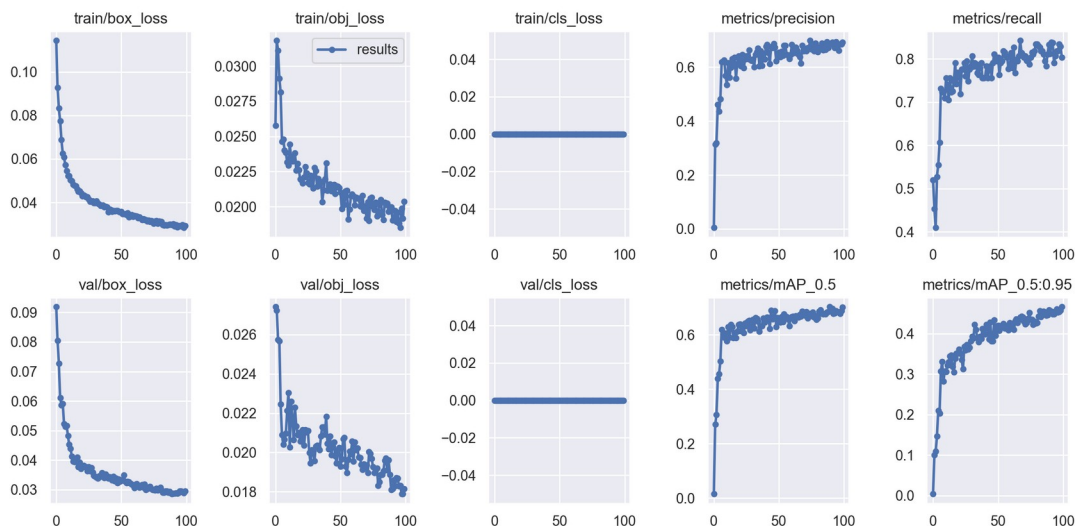 train/box_loss
train/obj_loss
train/cls_loss
metrics/precision
metrics/recall
results
0.10
0.08
0.06
0.04
0 50 100
0.0300
0.0275
0.0250
0.0225
0.0200
0 50 100
0.04
0.02
0.00
−0.02
−0.04
0 50 100
0.6
0.4
0.2
0.0
0 50 100
0.8
0.7
0.6
0.5
0.4
0 50 100
val/box_loss
val/obj_loss
val/cls_loss
metrics/mAP_0.5
metrics/mAP_0.5:0.95
0.09
0.08
0.07
0.06
0.05
0.04
0.03
0 50 100
0.026
0.024
0.022
0.020
0.018
0 50 100
0.04
0.02
0.00
−0.02
−0.04
0 50 100
0.6
0.4
0.2
0.0
0 50 100
0.4
0.3
0.2
0.1
0.0
0 50 100